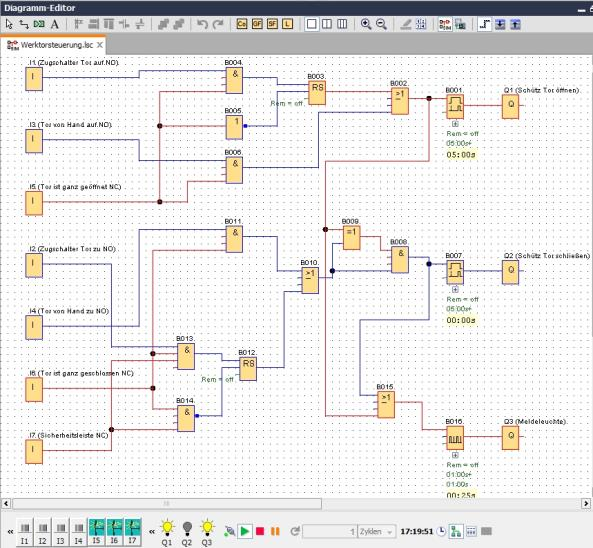 Diagramm-Editor
A Co GF SF L
Werktorsteuerung.lsc
I1 (Zugschalter Tor auf.NO)
I
B004
&
B003
RS
Rem = off
B002
>1
B001
Rem = off
05:00s+
05:00s
Q1 (Schütz Tor öffnen)
Q
B005
1
I3 (Tor von Hand auf.NO)
I
B006
&
I5 (Tor ist ganz geöffnet NC)
I
B011
&
B009
=1
I2 (Zugschalter Tor zu NO)
I
B010
>1
B008
&
B007
Rem = off
05:00s+
00:00s
Q2 (Schütz Tor schließen)
Q
I4 (Tor von Hand zu NO)
I
B013
&
B012
RS
Rem = off
I6 (Tor ist ganz geschlossen NC)
I
B014
&
B015
>1
I7 (Sicherheitsleiste NC)
I
B016
Rem = off
01:00s+
01:00s
00:25s
Q3 (Meldeleuchte)
Q
I1 I2 I3 I4 I5 I6 I7 Q1 Q2 Q3 1 Zyklen 17:19:51